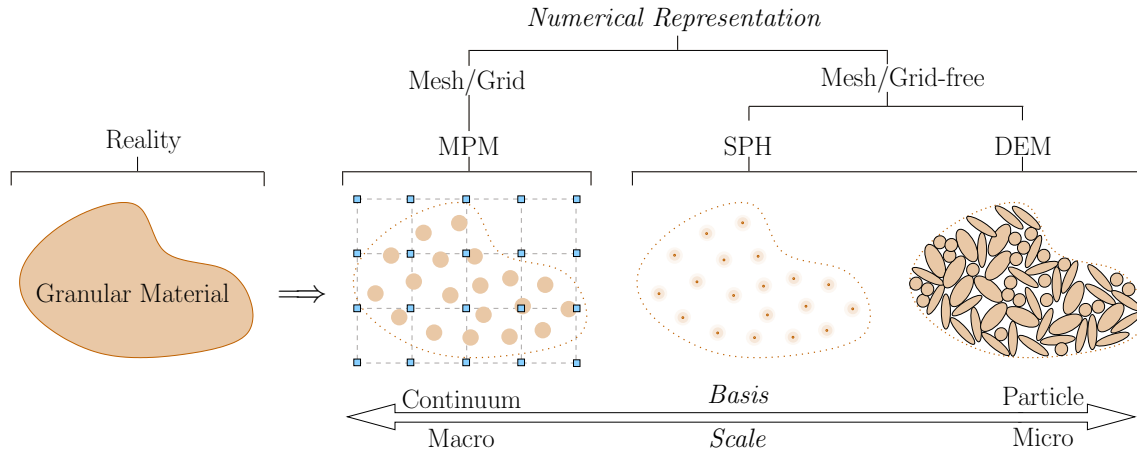 Numerical Representation
Mesh/Grid
Mesh/Grid-free
Reality
MPM
SPH
DEM
Granular Material
⟹
Continuum
Basis
Particle
Macro
Scale
Micro